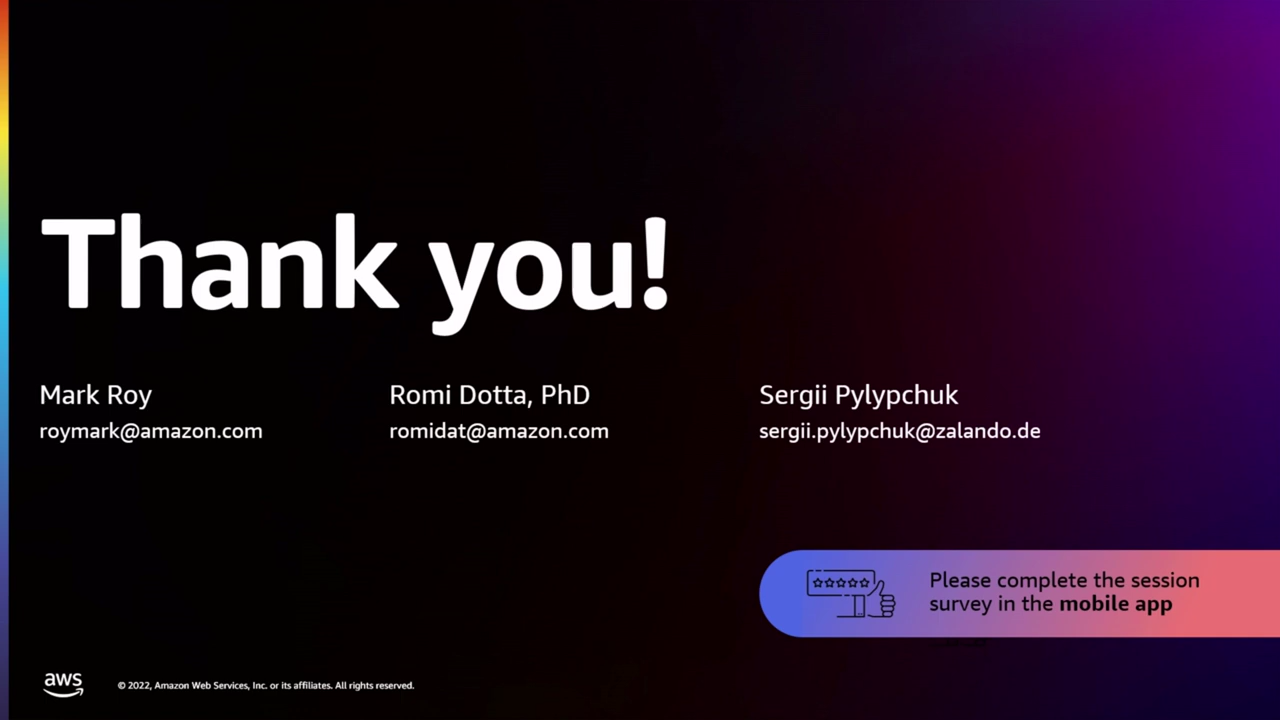 Thank you!
Mark Roy
roymark@amazon.com
Romi Dotta, PhD
romidat@amazon.com
Sergii Pylypchuk
sergii.pylypchuk@zalando.de
Please complete the session
survey in the mobile app
aws
© 2022, Amazon Web Services, Inc. or its affiliates. All rights reserved.